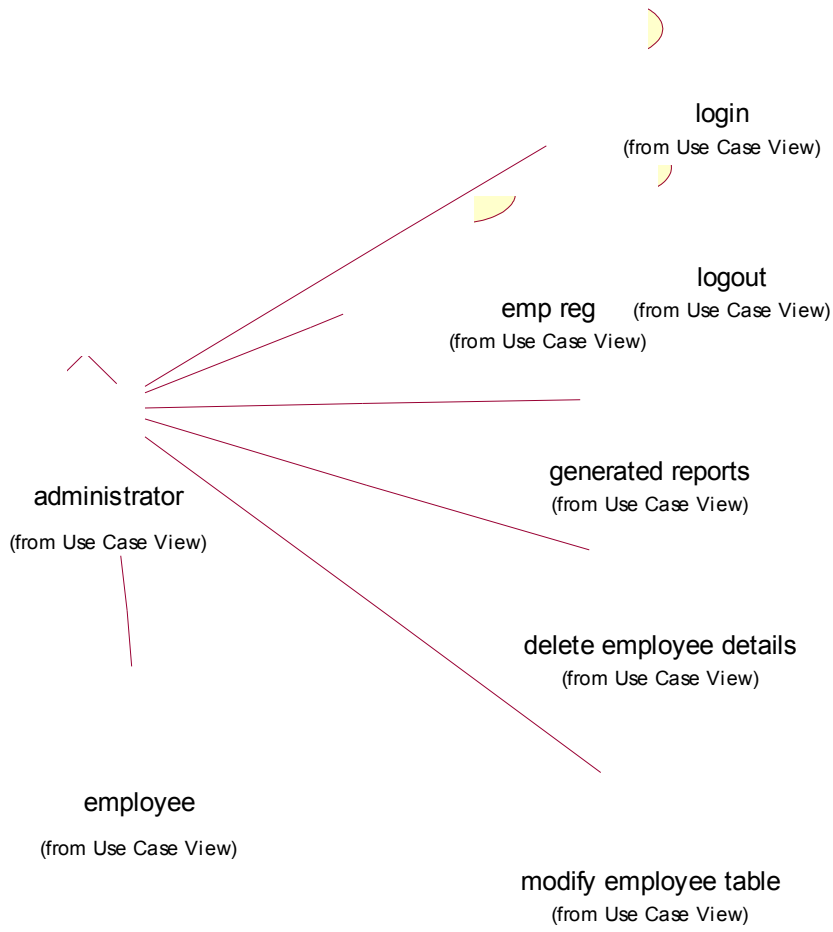 login
(from Use Case View)
logout
(from Use Case View)
emp reg
(from Use Case View)
generated reports
(from Use Case View)
administrator
(from Use Case View)
delete employee details
(from Use Case View)
employee
(from Use Case View)
modify employee table
(from Use Case View)